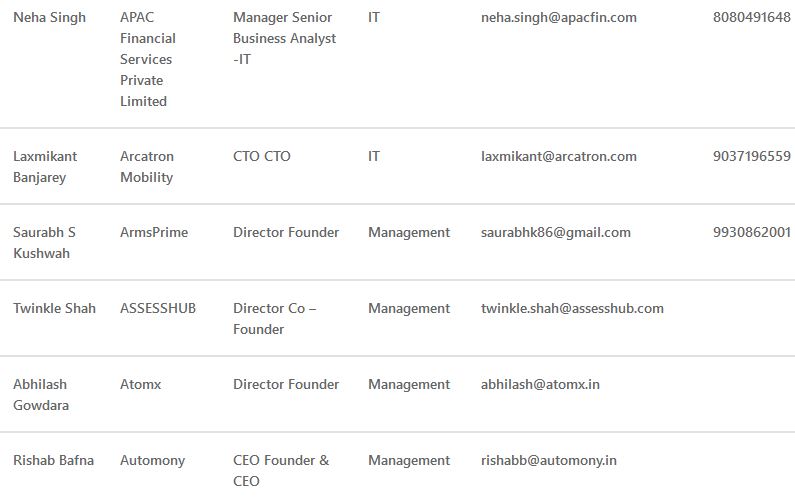 Neha Singh APAC Manager Senior IT neha.singh@apacfin.com 8080491648
Financial Business Analyst
Services -IT
Private
Limited
Laxmikant Arcatron CTO CTO IT laxmikant@arcatron.com 9037196559
Banjarey Mobility
Saurabh S ArmsPrime Director Founder Management saurabhk86@gmail.com 9930862001
Kushwah
Twinkle Shah ASSESSHUB Director Co – Management twinkle.shah@assesshub.com
Founder
Abhilash Atomx Director Founder Management abhilash@atomx.in
Gowdara
Rishab Bafna Automony CEO Founder & Management rishabb@automony.in
CEO